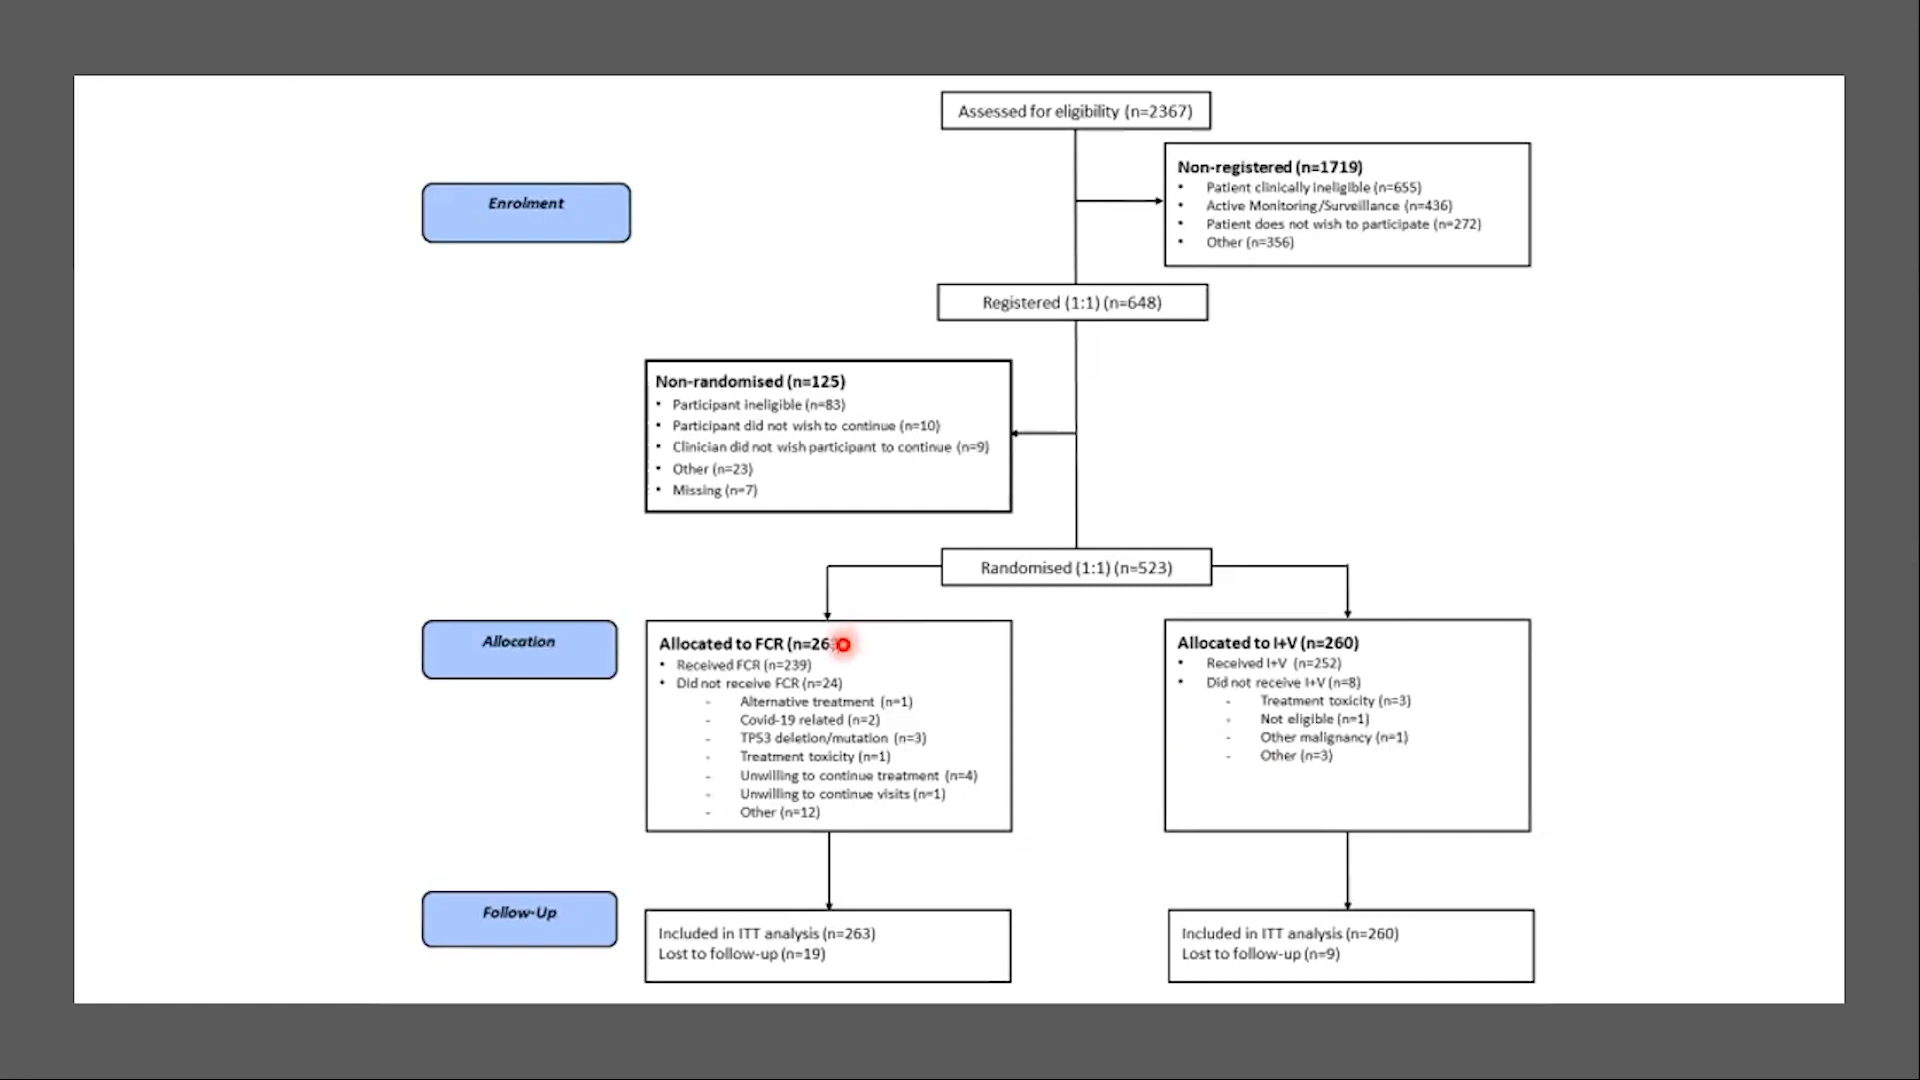 Assessed for eligibility (n=2367)
Enrolment
Non-registered (n=1719)
• Patient clinically ineligible (n=655)
• Active Monitoring/Surveillance (n=436)
• Patient does not wish to participate (n=272)
• Other (n=356)
Registered (1:1) (n=648)
Non-randomised (n=125)
• Participant ineligible (n=83)
• Participant did not wish to continue (n=10)
• Clinician did not wish participant to continue (n=9)
• Other (n=23)
• Missing (n=7)
Randomised (1:1) (n=523)
Allocation
Allocated to FCR (n=26
• Received FCR (n=239)
• Did not receive FCR (n=24)
- Alternative treatment (n=1)
- Covid-19 related (n=2)
- TP53 deletion/mutation (n=3)
- Treatment toxicity (n=1)
- Unwilling to continue treatment (n=4)
- Unwilling to continue visits (n=1)
- Other (n=12)
Allocated to I+V (n=260)
• Received I+V (n=252)
• Did not receive I+V (n=8)
- Treatment toxicity (n=3)
- Not eligible (n=1)
- Other malignancy (n=1)
- Other (n=3)
Follow-Up
Included in ITT analysis (n=263)
Lost to follow-up (n=19)
Included in ITT analysis (n=260)
Lost to follow-up (n=9)